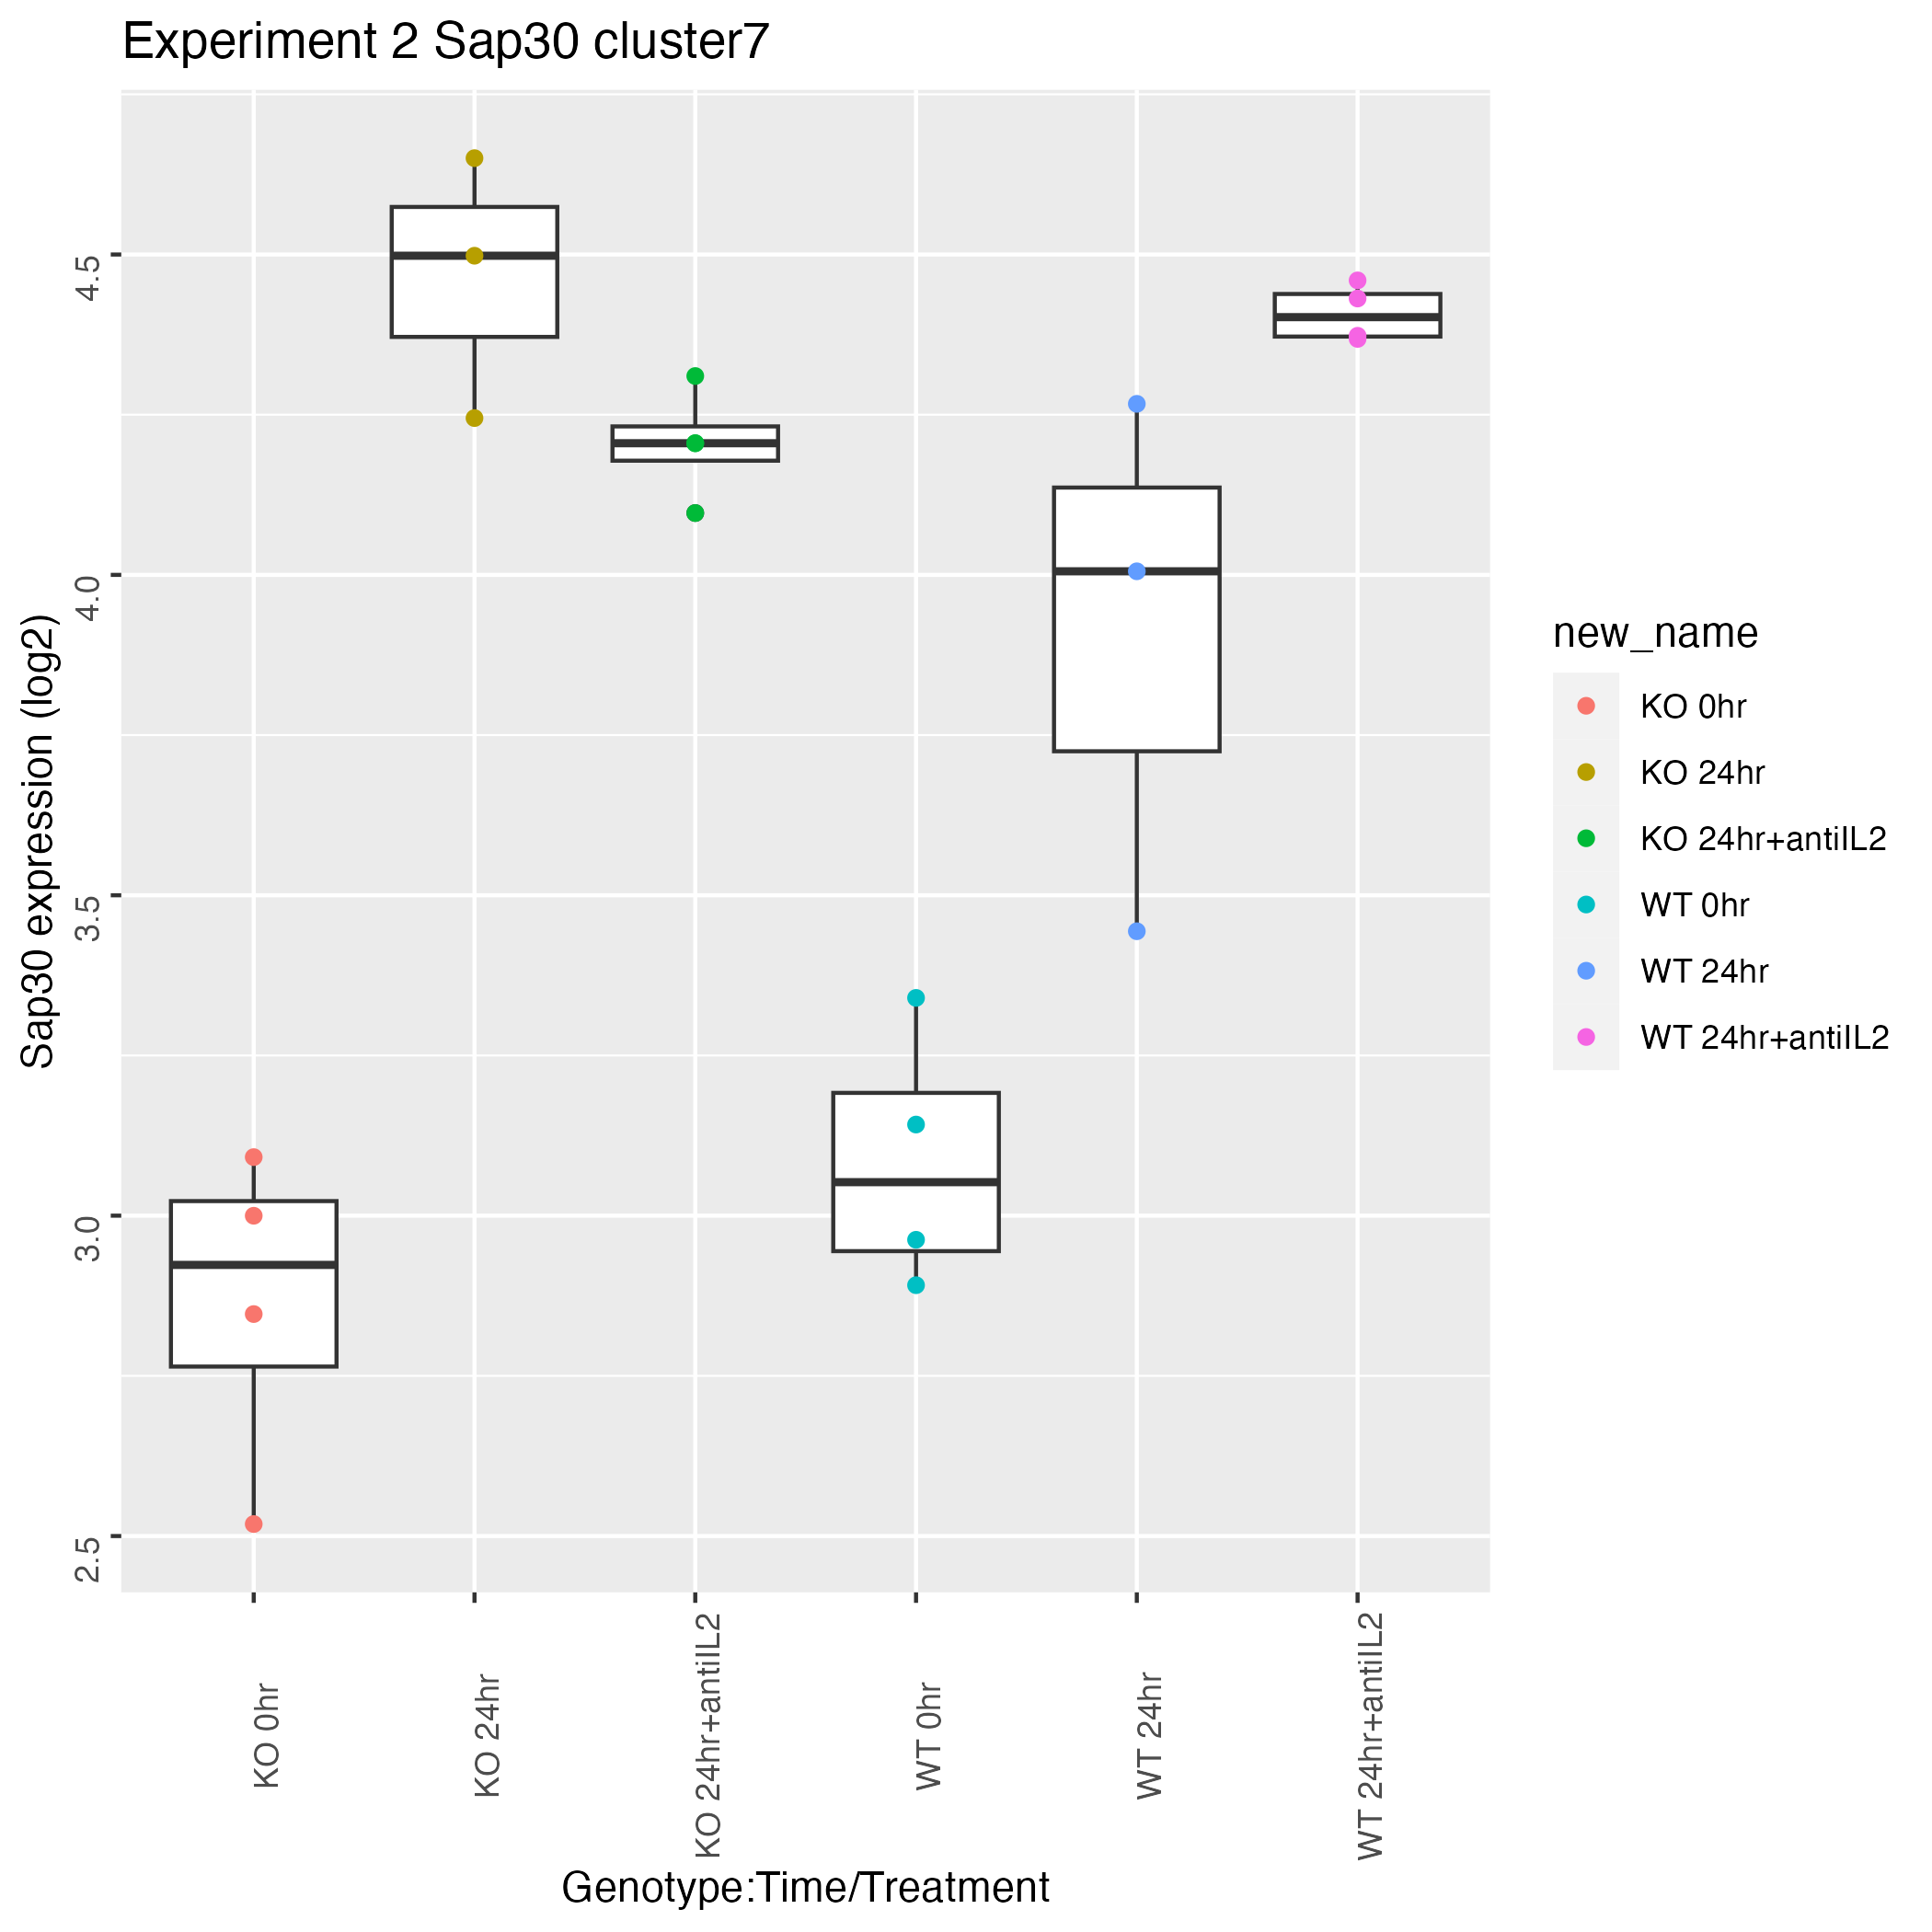 Experiment 2 Sap30 cluster7
Sap30 expression (log2)
4.5
4.0
3.5
3.0
2.5
KO 0hr
KO 24hr
KO 24hr+antiIL2
WT 0hr
WT 24hr
WT 24hr+antiIL2
Genotype:Time/Treatment
new_name
KO 0hr
KO 24hr
KO 24hr+antiIL2
WT 0hr
WT 24hr
WT 24hr+antiIL2